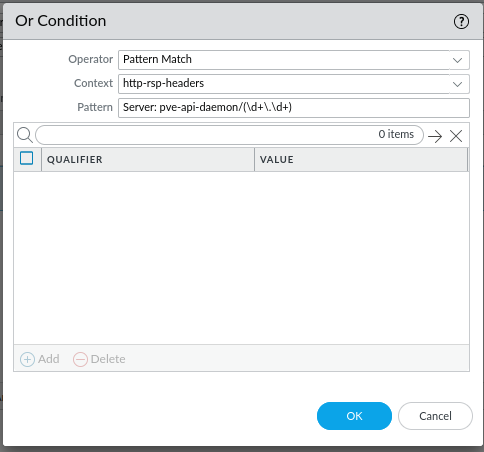 Or Condition
Operator Pattern Match
Context http-rsp-headers
Pattern Server: pve-api-daemon/(\d+\.\d+)
0 items
QUALIFIER VALUE
Add Delete
OK Cancel